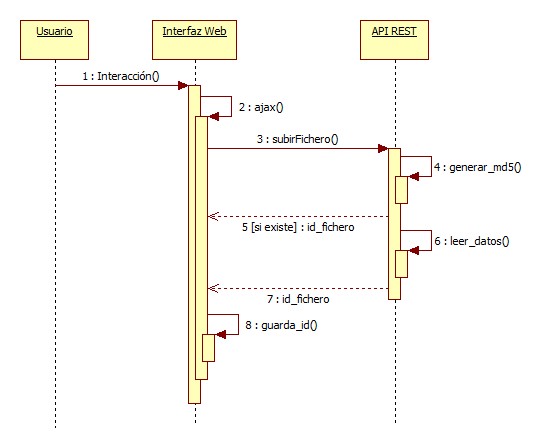 Usuario
Interfaz Web
API REST
1 : Interacción()
2 : ajax()
3 : subirFichero()
4 : generar_md5()
5 [si existe] : id_fichero
6 : leer_datos()
7 : id_fichero
8 : guarda_id()